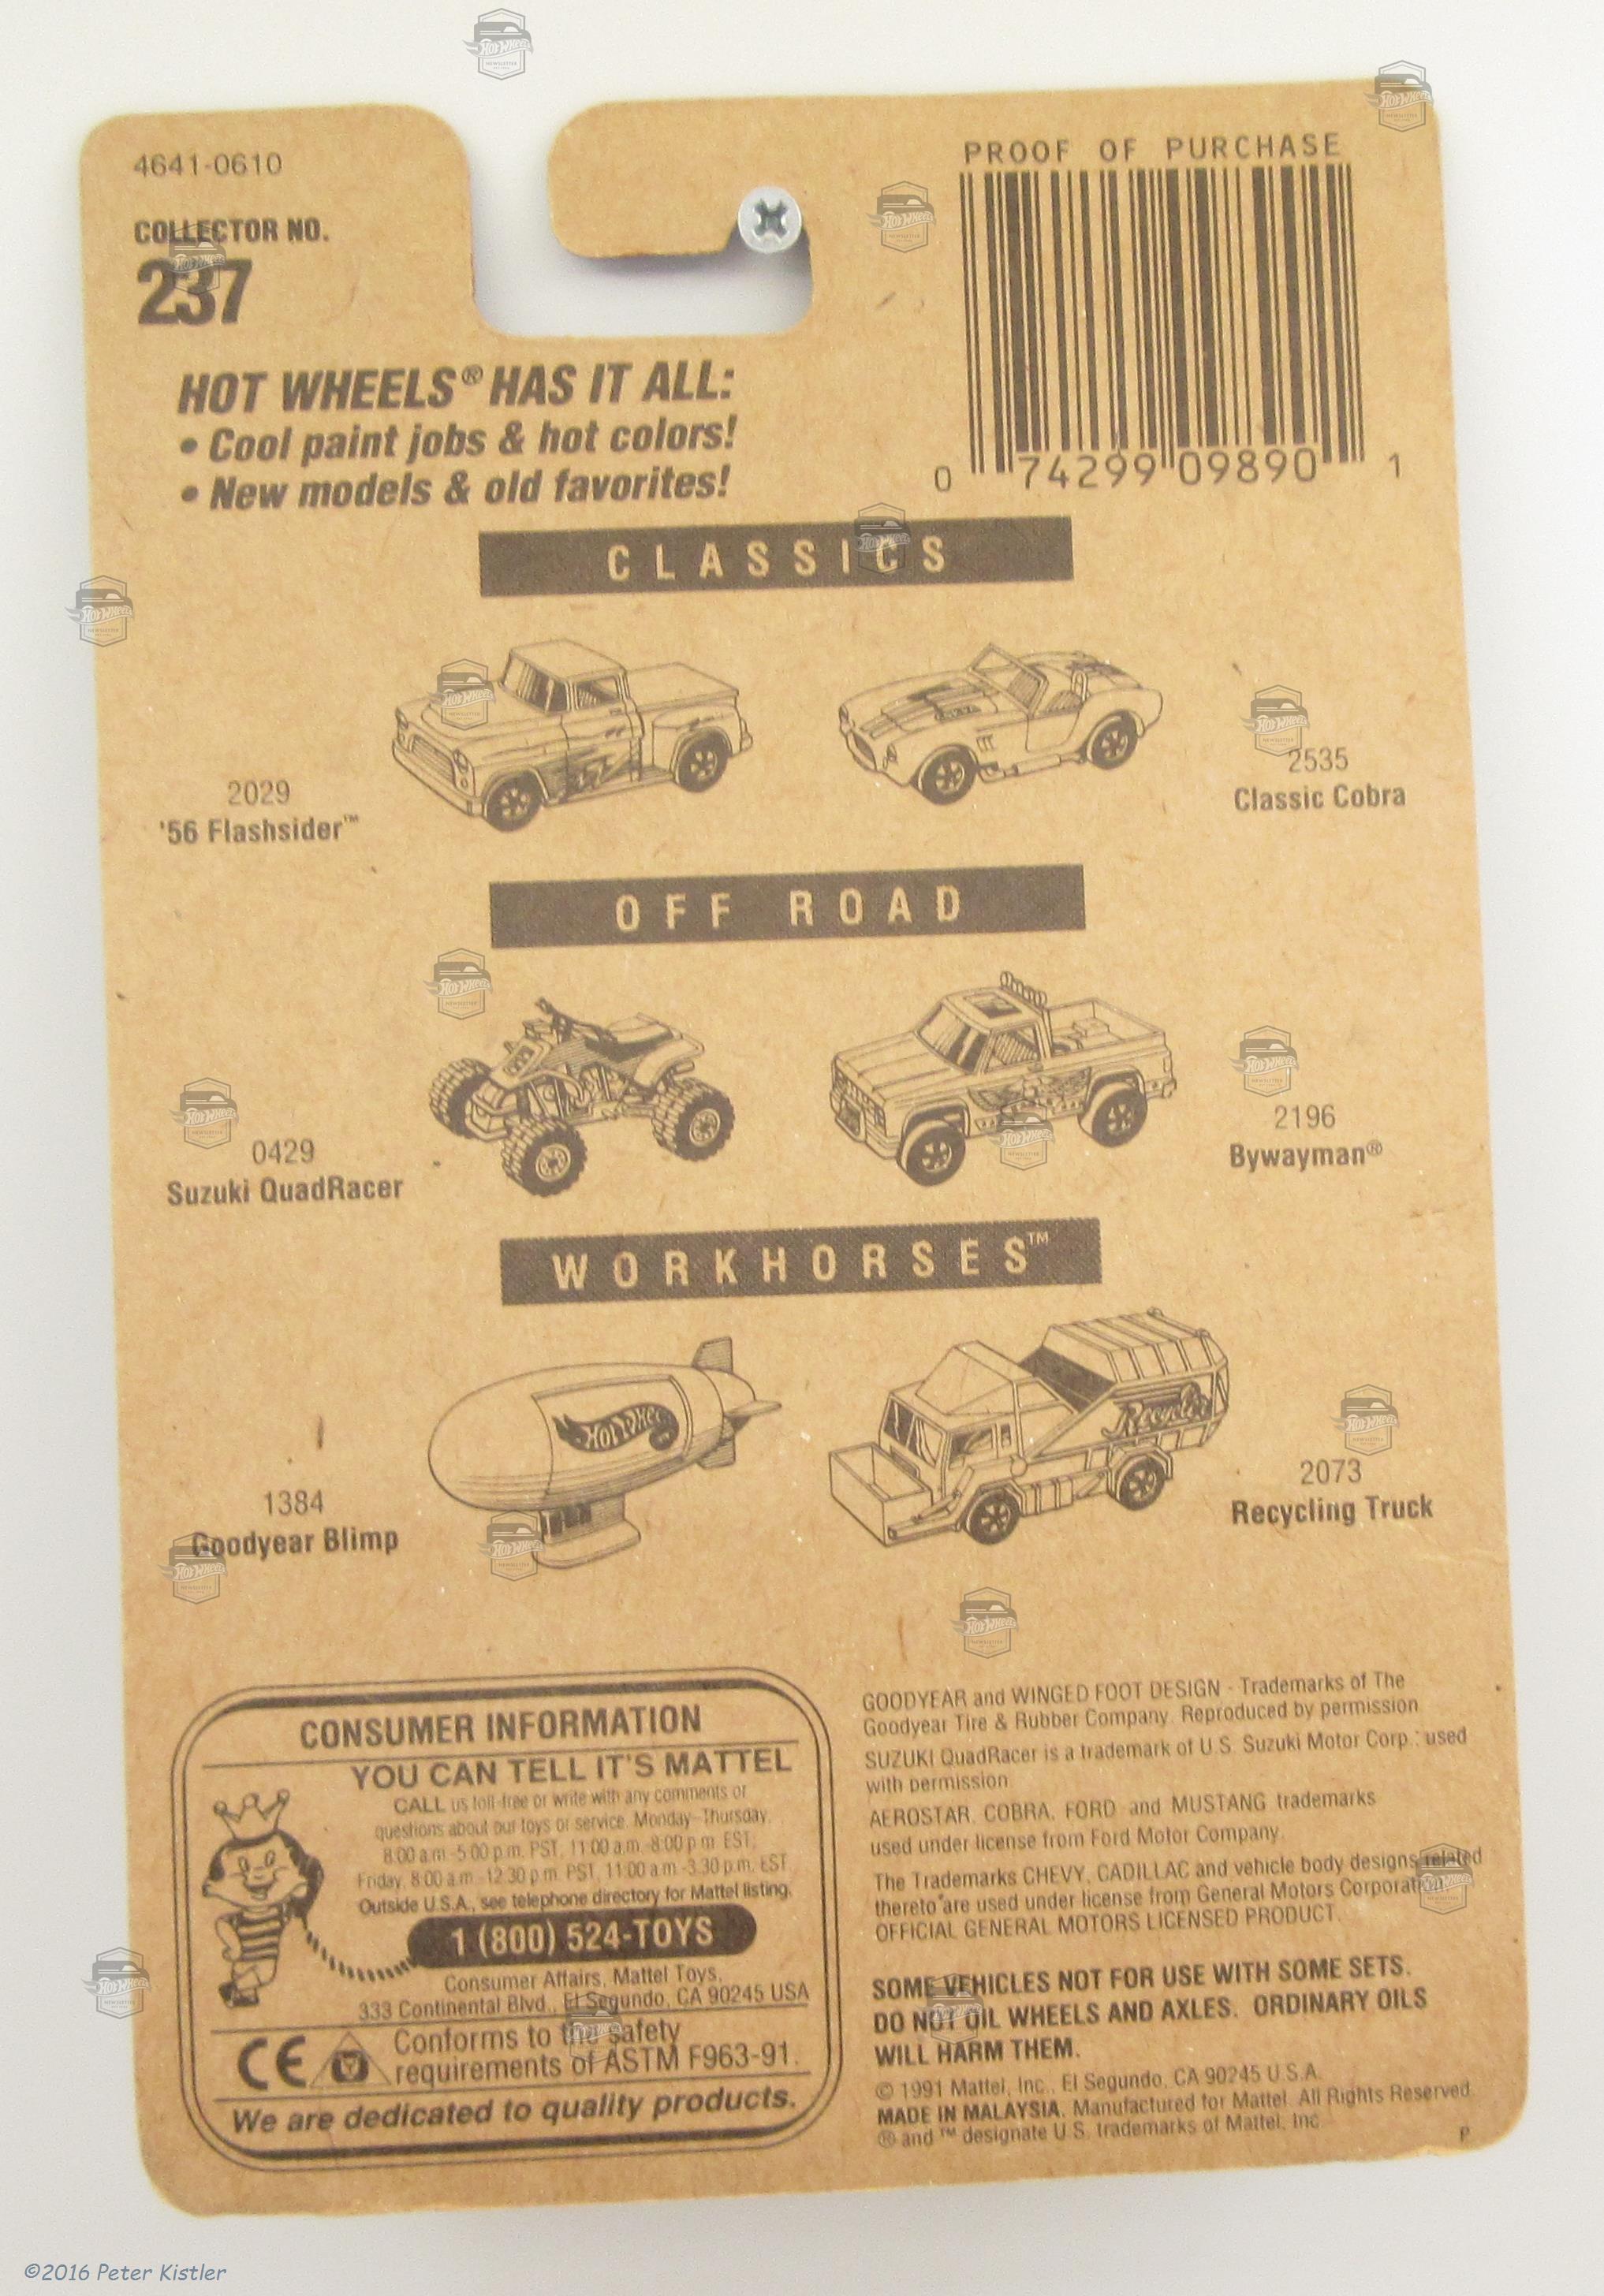 4641-0610
COLLECTOR NO.
237
PROOF OF PURCHASE
0 74299 09890 1
HOT WHEELS® HAS IT ALL:
• Cool paint jobs & hot colors!
• New models & old favorites!
CLASSICS
2029
'56 Flashsider™
2535
Classic Cobra
OFF ROAD
0429
Suzuki QuadRacer
2196
Bywayman®
WORKHORSES™
Hot Wheels
1384
Goodyear Blimp
Recycler
2073
Recycling Truck
CONSUMER INFORMATION
YOU CAN TELL IT'S MATTEL
CALL us toll-free or write with any comments or
questions about our toys or service. Monday-Thursday,
8:00 a.m.-5:00 p.m. PST, 11:00 a.m.-8:00 p.m. EST;
Friday, 8:00 a.m.-12:30 p.m. PST, 11:00 a.m.-3:30 p.m. EST.
Outside U.S.A., see telephone directory for Mattel listing.
1 (800) 524-TOYS
Consumer Affairs, Mattel Toys,
333 Continental Blvd., El Segundo, CA 90245 USA
CE
Conforms to the safety
requirements of ASTM F963-91.
We are dedicated to quality products.
GOODYEAR and WINGED FOOT DESIGN - Trademarks of The
Goodyear Tire & Rubber Company. Reproduced by permission
SUZUKI QuadRacer is a trademark of U.S. Suzuki Motor Corp.; used
with permission
AEROSTAR, COBRA, FORD and MUSTANG trademarks
used under license from Ford Motor Company.
The Trademarks CHEVY, CADILLAC and vehicle body designs related
thereto are used under license from General Motors Corporation.
OFFICIAL GENERAL MOTORS LICENSED PRODUCT.
SOME VEHICLES NOT FOR USE WITH SOME SETS.
DO NOT OIL WHEELS AND AXLES. ORDINARY OILS
WILL HARM THEM.
© 1991 Mattel, Inc., El Segundo, CA 90245 U.S.A.
MADE IN MALAYSIA. Manufactured for Mattel. All Rights Reserved.
® and ™ designate U.S. trademarks of Mattel, Inc.
P
©2016 Peter Kistler